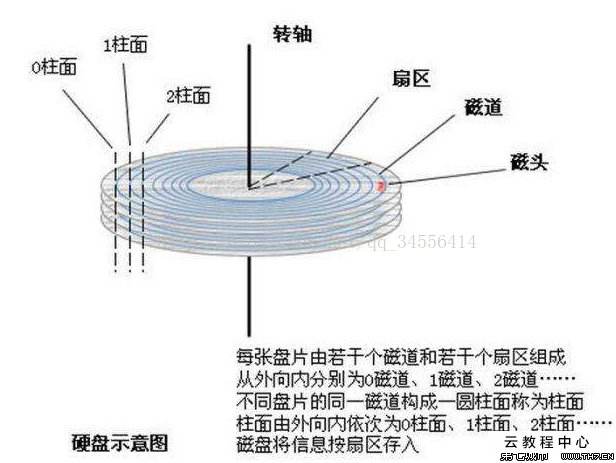 转轴
1柱面
0柱面
2柱面
扇区
磁道
磁头
qq_34556414
每张盘片由若干个磁道和若干个扇区组成
从外向内分别为0磁道、1磁道、2磁道……
不同盘片的同一磁道构成一圆柱面称为柱面
柱面由外向内依次为0柱面、1柱面、2柱面……
磁盘将信息按扇区存入
硬盘示意图
云教程中心